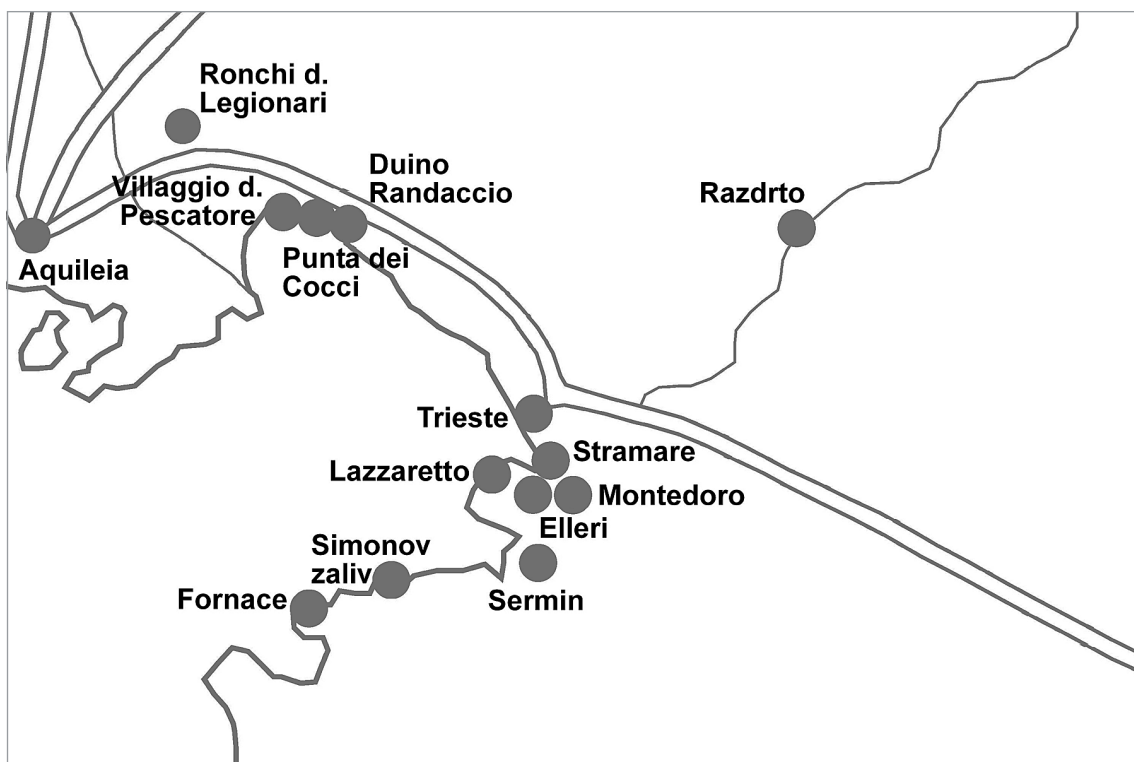 Ronchi d.
Legionari
Duino
Randaccio
Villaggio d.
Pescatore
Razdrto
Punta dei
Cocci
Aquileia
Trieste
Stramare
Lazzaretto
Montedoro
Elleri
Simonov
zaliv
Fornace
Sermin